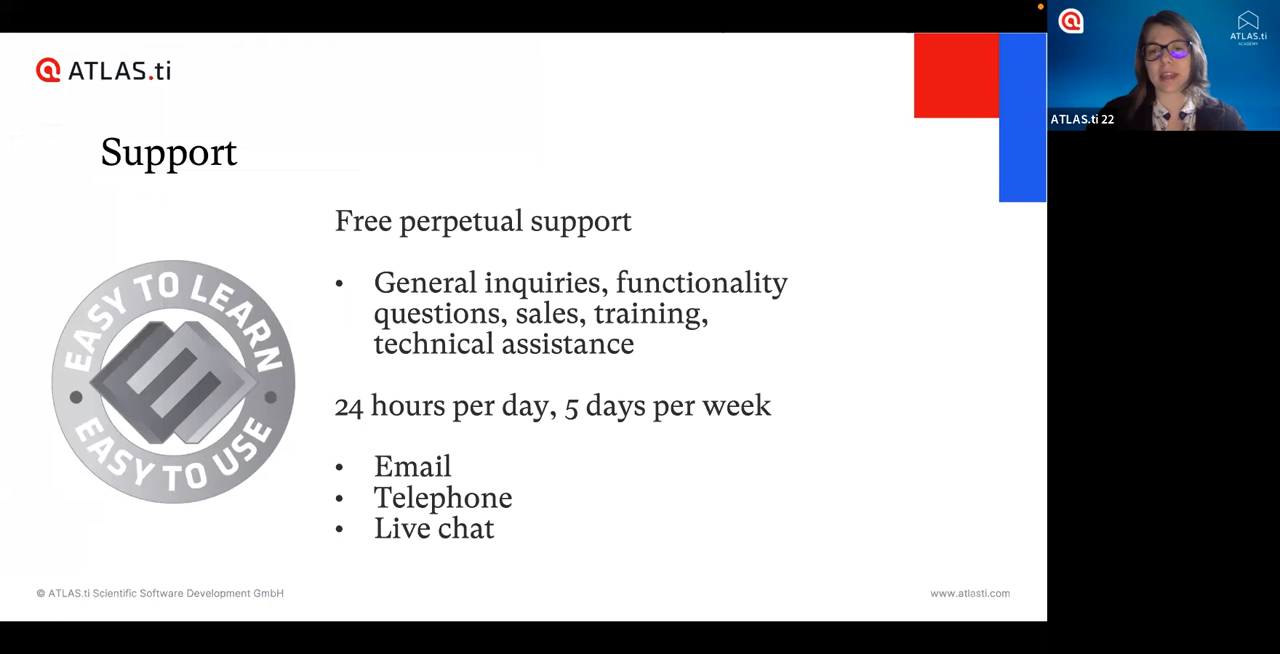 ATLAS.ti
Support
Free perpetual support
• General inquiries, functionality
questions, sales, training,
technical assistance
24 hours per day, 5 days per week
• Email
• Telephone
• Live chat
EASY TO LEARN
EASY TO USE
© ATLAS.ti Scientific Software Development GmbH
www.atlasti.com
ATLAS.ti
ACADEMY
ATLAS.ti 22